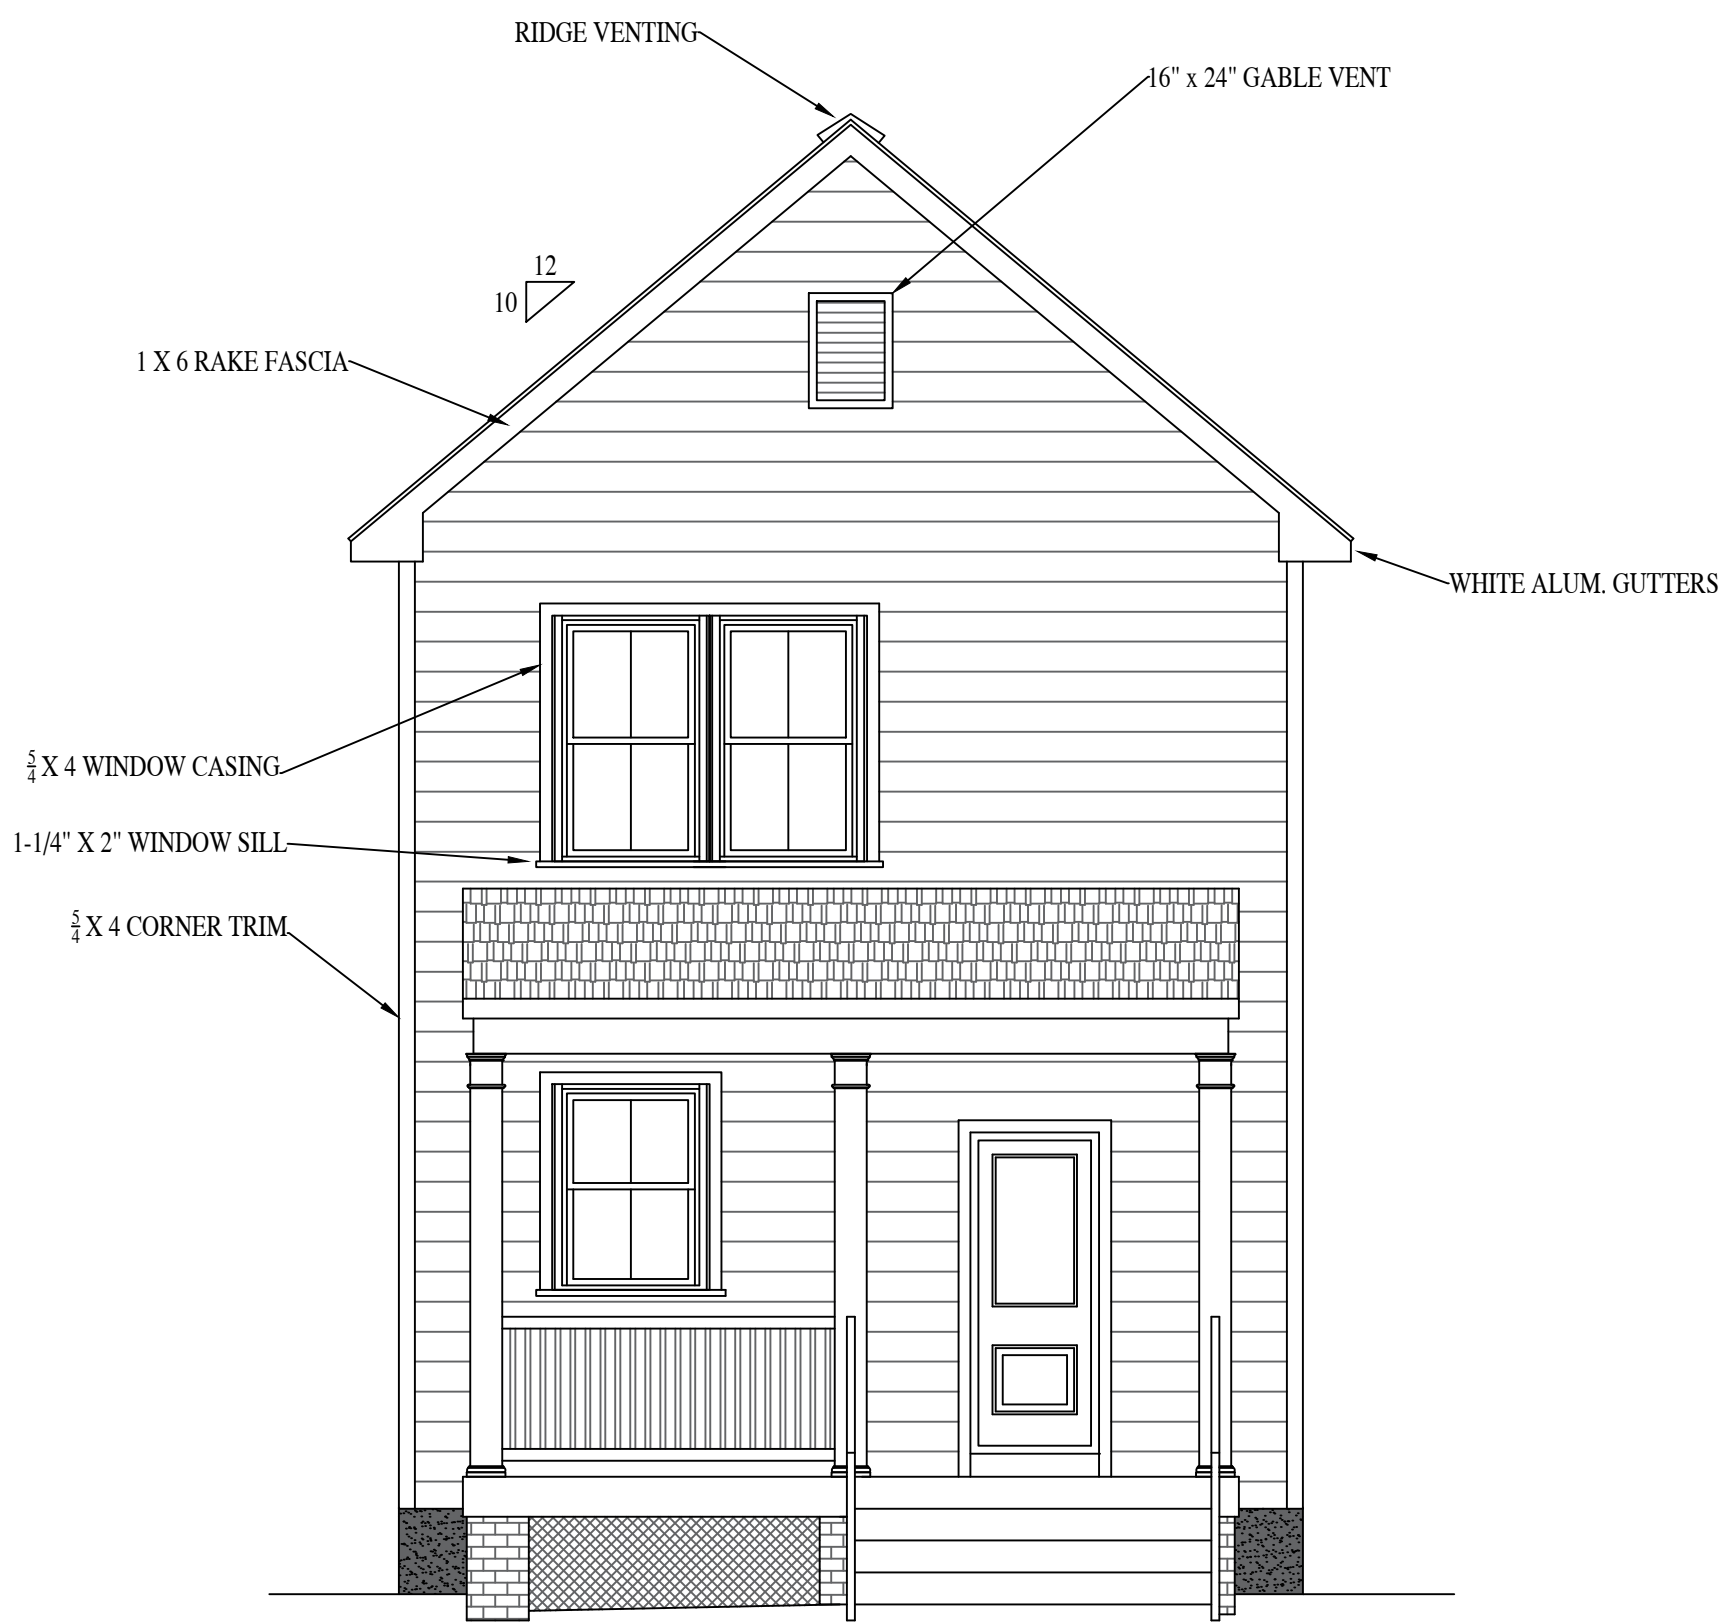 RIDGE VENTING
16" x 24" GABLE VENT
12
10
1 X 6 RAKE FASCIA
WHITE ALUM. GUTTERS
5/4 X 4 WINDOW CASING
1-1/4" X 2" WINDOW SILL
5/4 X 4 CORNER TRIM